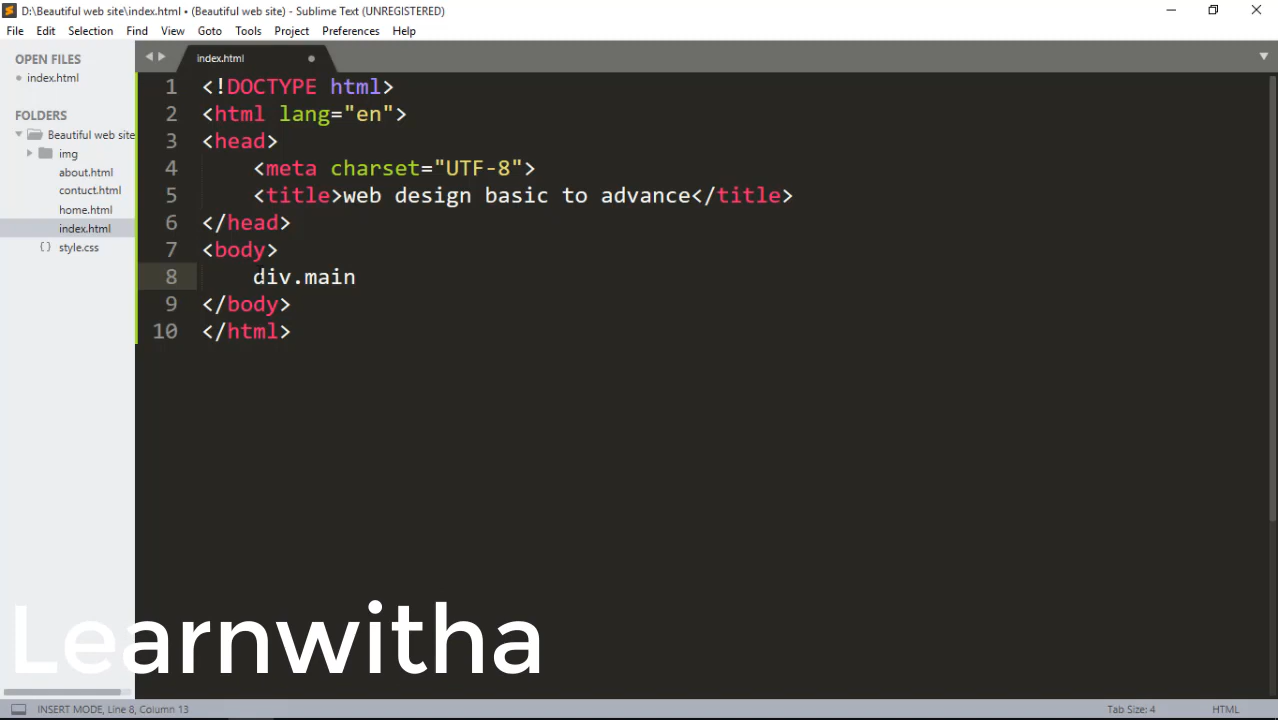 D:\Beautiful web site\index.html • (Beautiful web site) - Sublime Text (UNREGISTERED)
File Edit Selection Find View Goto Tools Project Preferences Help
OPEN FILES
index.html
FOLDERS
Beautiful web site
img
about.html
contuct.html
home.html
index.html
{} style.css
index.html
1 <!DOCTYPE html>
2 <html lang="en">
3 <head>
4 <meta charset="UTF-8">
5 <title>web design basic to advance</title>
6 </head>
7 <body>
8 div.main
9 </body>
10 </html>
Learnwitha
INSERT MODE, Line 8, Column 13
Tab Size: 4
HTML